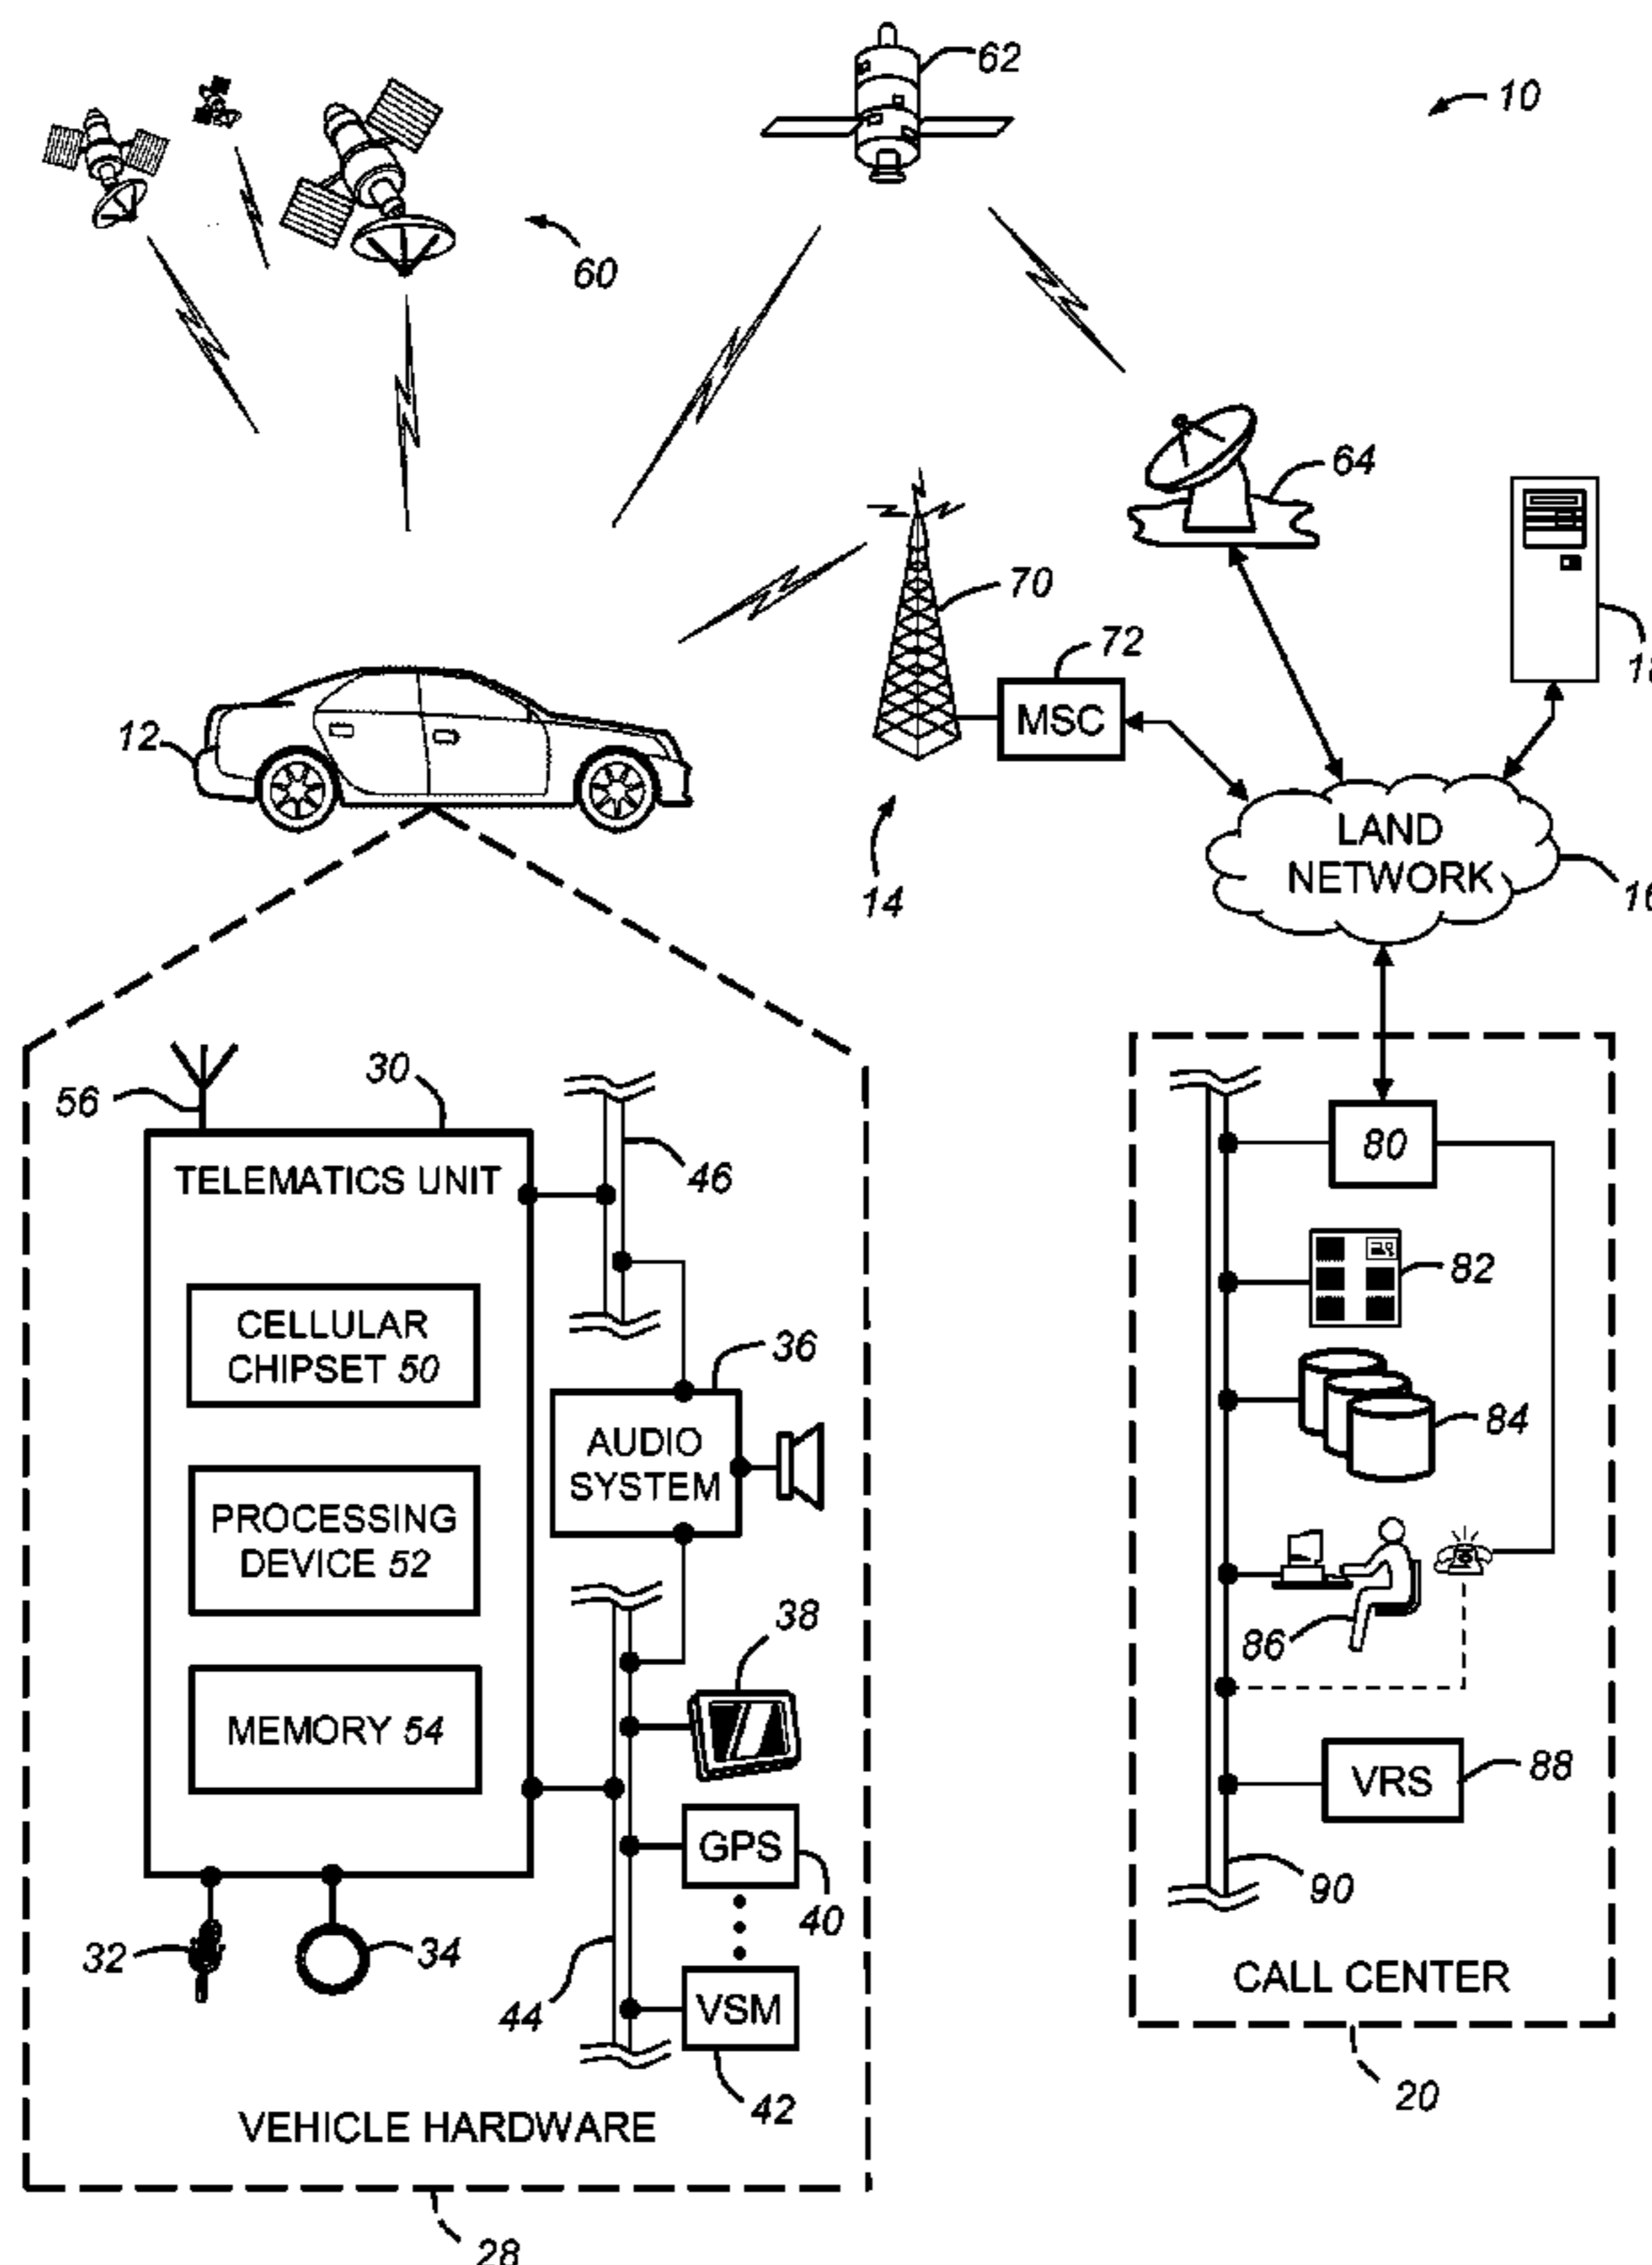 62
10
60
64
70
72
MSC
12
LAND
NETWORK
14
30
56
TELEMATICS UNIT
46
80
CELLULAR
CHIPSET 50
82
36
AUDIO
SYSTEM
84
PROCESSING
DEVICE 52
38
86
MEMORY 54
VRS
88
GPS
40
90
32
34
44
VSM
42
CALL CENTER
20
VEHICLE HARDWARE
28